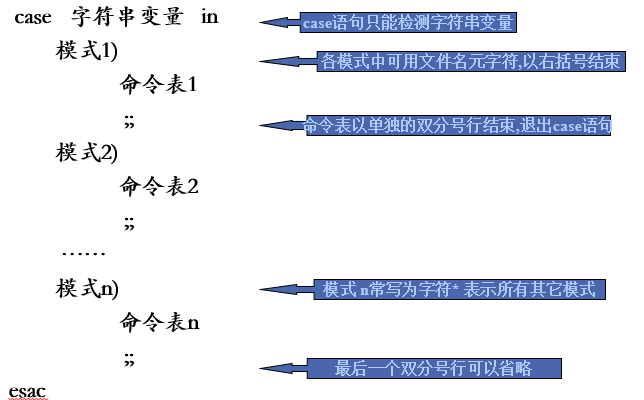 case 字符串变量 in
case语句只能检测字符串变量
模式1)
各模式中可用文件名元字符,以右括号结束
命令表1
;;
命令表以单独的双分号行结束,退出case语句
模式2)
命令表2
;;
……
模式n)
模式 n常写为字符* 表示所有其它模式
命令表n
;;
最后一个双分号行可以省略
esac